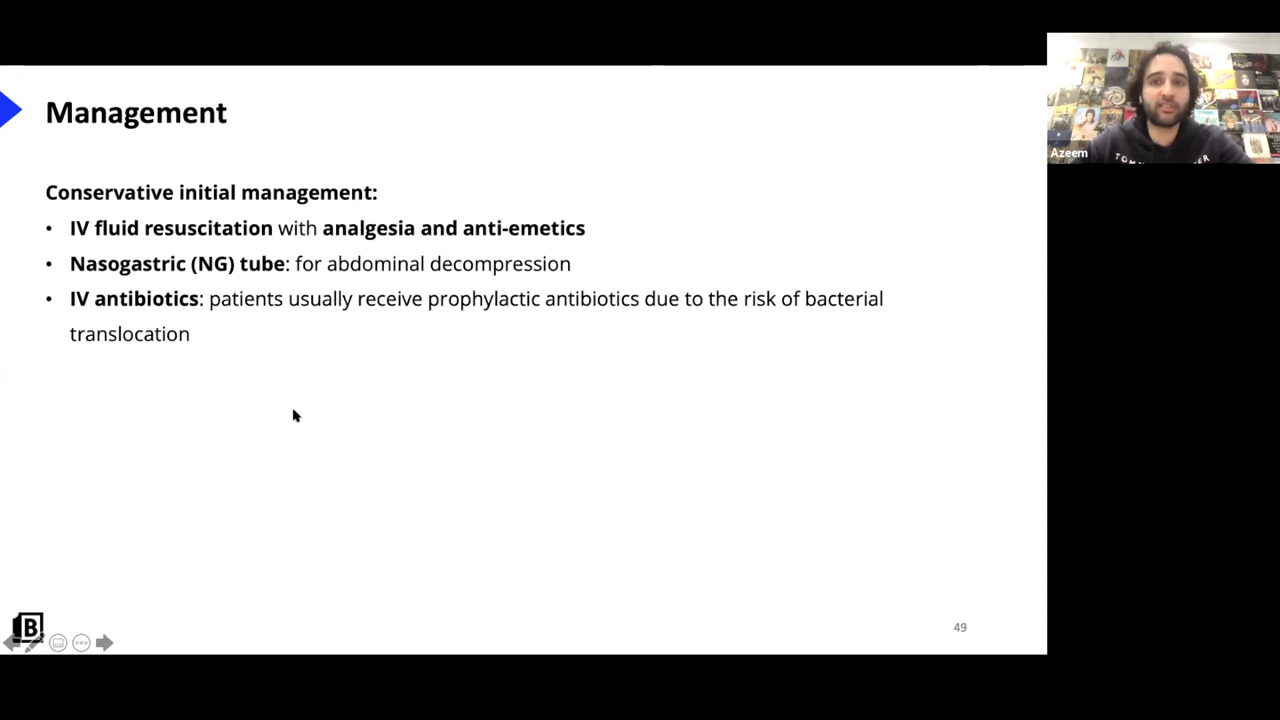 Management
Conservative initial management:
• IV fluid resuscitation with analgesia and anti-emetics
• Nasogastric (NG) tube: for abdominal decompression
• IV antibiotics: patients usually receive prophylactic antibiotics due to the risk of bacterial
translocation
B
49
Azeem